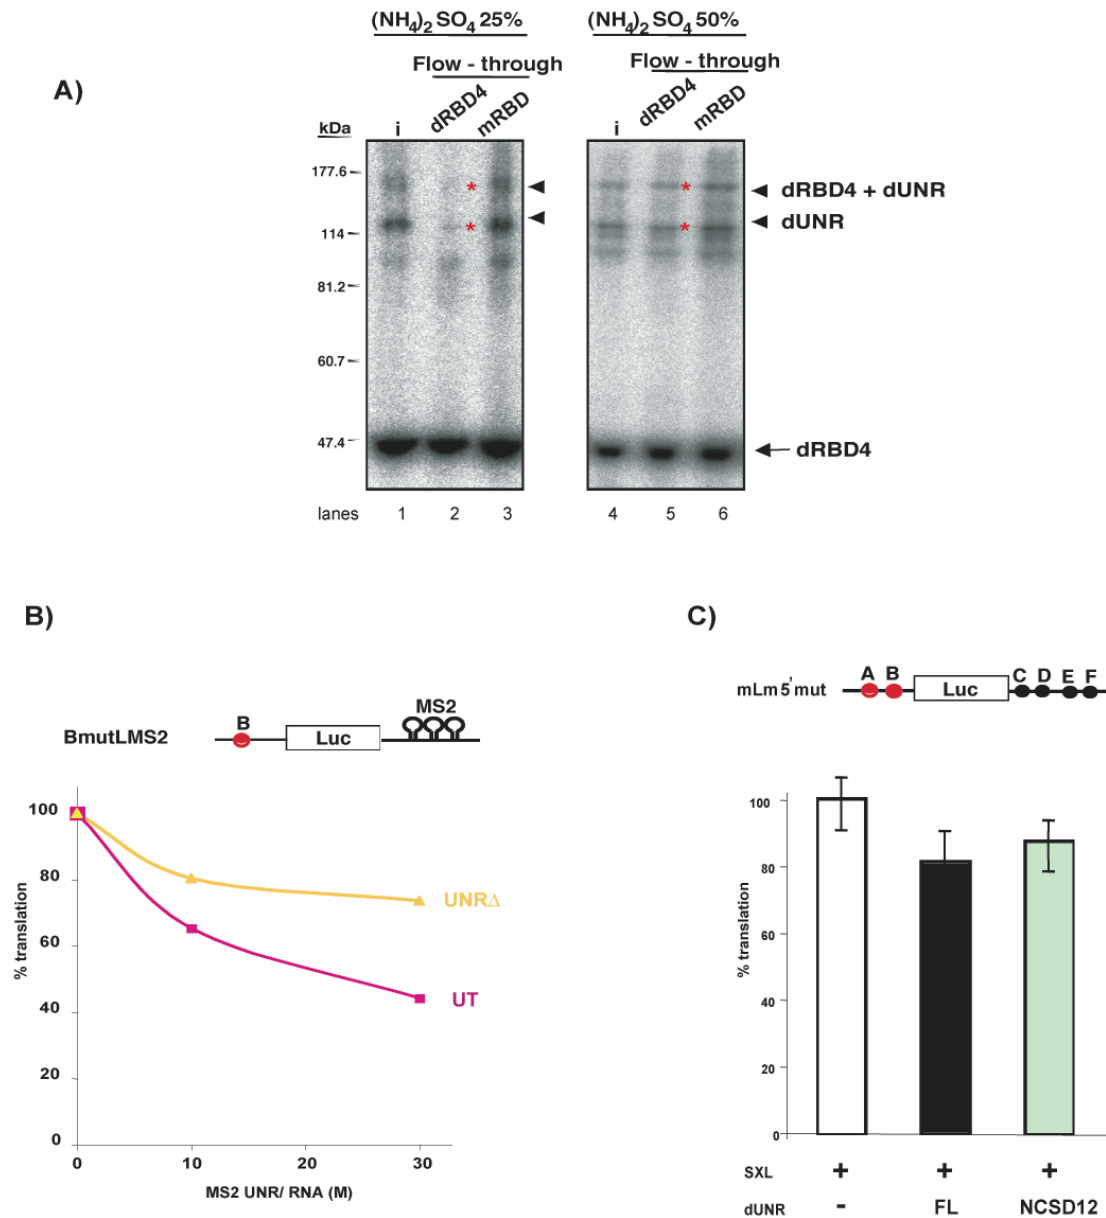 A)
(NH4)2 SO4 25%
(NH4)2 SO4 50%
Flow - through
Flow - through
kDa
i
dRBD4
mRBD
i
dRBD4
mRBD
177.6
114
81.2
60.7
47.4
*
*
*
*
dRBD4 + dUNR
dUNR
dRBD4
lanes 1 2 3 4 5 6
B)
BmutLMS2
B
Luc
MS2
% translation
100
80
60
40
20
0
0 10 20 30
MS2 UNR/ RNA (M)
UNRΔ
UT
C)
mLm5'mut
A B
Luc
C D E F
% translation
100
80
60
40
20
0
SXL + + +
dUNR - FL NCSD12